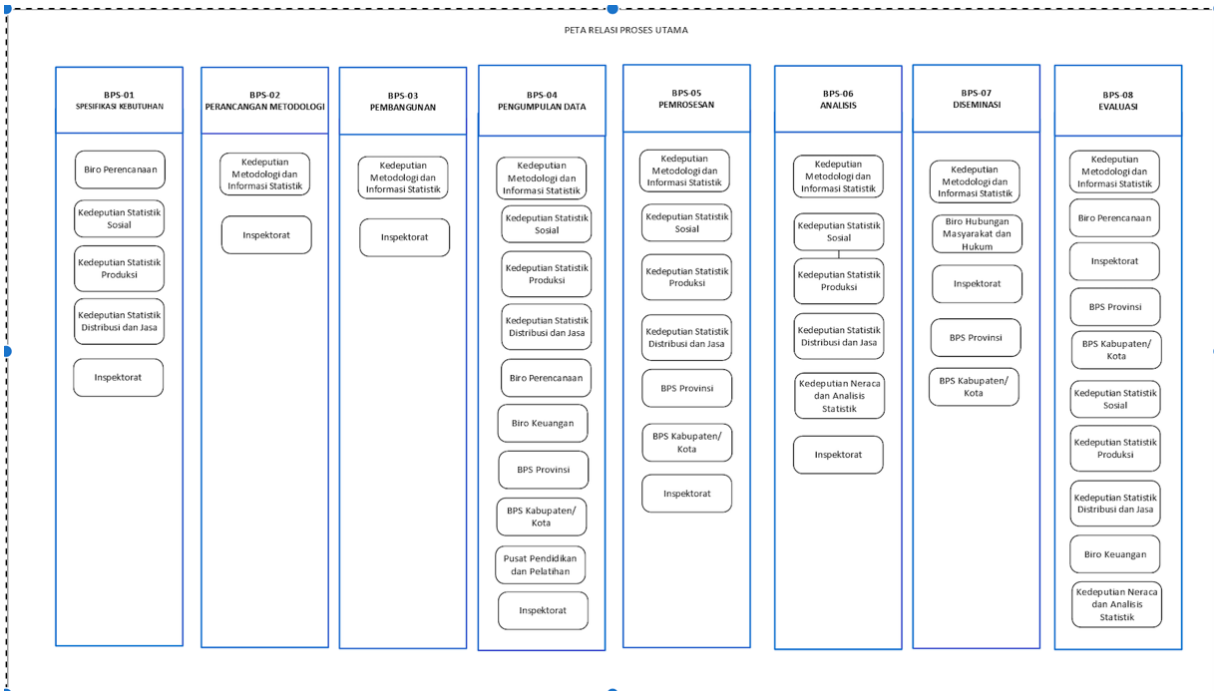 PETA RELASI PROSES UTAMA
BPS-01
SPESIFIKASI KEBUTUHAN
Biro Perencanaan
Kedeputian Statistik
Sosial
Kedeputian Statistik
Produksi
Kedeputian Statistik
Distribusi dan Jasa
Inspektorat
BPS-02
PERANCANGAN METODOLOGI
Kedeputian
Metodologi dan
Informasi Statistik
Inspektorat
BPS-03
PEMBANGUNAN
Kedeputian
Metodologi dan
Informasi Statistik
Inspektorat
BPS-04
PENGUMPULAN DATA
Kedeputian
Metodologi dan
Informasi Statistik
Kedeputian Statistik
Sosial
Kedeputian Statistik
Produksi
Kedeputian Statistik
Distribusi dan Jasa
Biro Perencanaan
Biro Keuangan
BPS Provinsi
BPS Kabupaten/
Kota
Pusat Pendidikan
dan Pelatihan
Inspektorat
BPS-05
PEMROSESAN
Kedeputian
Metodologi dan
Informasi Statistik
Kedeputian Statistik
Sosial
Kedeputian Statistik
Produksi
Kedeputian Statistik
Distribusi dan Jasa
BPS Provinsi
BPS Kabupaten/
Kota
Inspektorat
BPS-06
ANALISIS
Kedeputian
Metodologi dan
Informasi Statistik
Kedeputian Statistik
Sosial
Kedeputian Statistik
Produksi
Kedeputian Statistik
Distribusi dan Jasa
Kedeputian Neraca
dan Analisis
Statistik
Inspektorat
BPS-07
DISEMINASI
Kedeputian
Metodologi dan
Informasi Statistik
Biro Hubungan
Masyarakat dan
Hukum
Inspektorat
BPS Provinsi
BPS Kabupaten/
Kota
BPS-08
EVALUASI
Kedeputian
Metodologi dan
Informasi Statistik
Biro Perencanaan
Inspektorat
BPS Provinsi
BPS Kabupaten/
Kota
Kedeputian Statistik
Sosial
Kedeputian Statistik
Produksi
Kedeputian Statistik
Distribusi dan Jasa
Biro Keuangan
Kedeputian Neraca
dan Analisis
Statistik